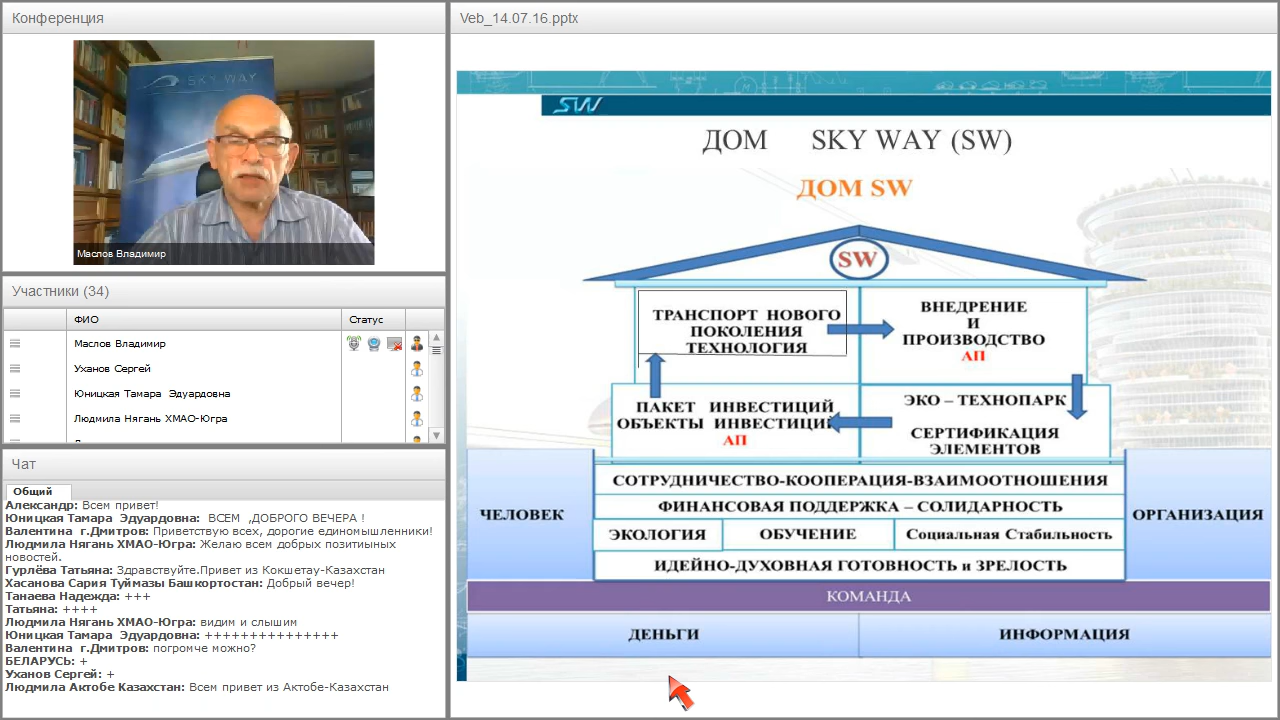 Конференция
SKY WAY
Маслов Владимир
Участники (34)
ФИО
Статус
Маслов Владимир
Уханов Сергей
Юницкая Тамара Эдуардовна
Людмила Нягань ХМАО-Югра
Чат
Общий
Александр: Всем привет!
Юницкая Тамара Эдуардовна: ВСЕМ ,ДОБРОГО ВЕЧЕРА !
Валентина г.Дмитров: Приветствую всех, дорогие единомышленники!
Людмила Нягань ХМАО-Югра: Желаю всем добрых позитиыных
новостей.
Гурлёва Татьяна: Здравствуйте.Привет из Кокшетау-Казахстан
Хасанова Сария Туймазы Башкортостан: Добрый вечер!
Танаева Надежда: +++
Татьяна: ++++
Людмила Нягань ХМАО-Югра: видим и слышим
Юницкая Тамара Эдуардовна: +++++++++++++++
Валентина г.Дмитров: погромче можно?
БЕЛАРУСЬ: +
Уханов Сергей: +
Людмила Актобе Казахстан: Всем привет из Актобе-Казахстан
Veb_14.07.16.pptx
SW
ДОМ SKY WAY (SW)
ДОМ SW
SW
ТРАНСПОРТ НОВОГО
ПОКОЛЕНИЯ
ТЕХНОЛОГИЯ
ВНЕДРЕНИЕ
И
ПРОИЗВОДСТВО
АП
ПАКЕТ ИНВЕСТИЦИЙ
ОБЪЕКТЫ ИНВЕСТИЦИЙ
АП
ЭКО – ТЕХНОПАРК
СЕРТИФИКАЦИЯ
ЭЛЕМЕНТОВ
ЧЕЛОВЕК
СОТРУДНИЧЕСТВО-КООПЕРАЦИЯ-ВЗАИМООТНОШЕНИЯ
ФИНАНСОВАЯ ПОДДЕРЖКА – СОЛИДАРНОСТЬ
ЭКОЛОГИЯ
ОБУЧЕНИЕ
Социальная Стабильность
ИДЕЙНО-ДУХОВНАЯ ГОТОВНОСТЬ и ЗРЕЛОСТЬ
ОРГАНИЗАЦИЯ
КОМАНДА
ДЕНЬГИ
ИНФОРМАЦИЯ